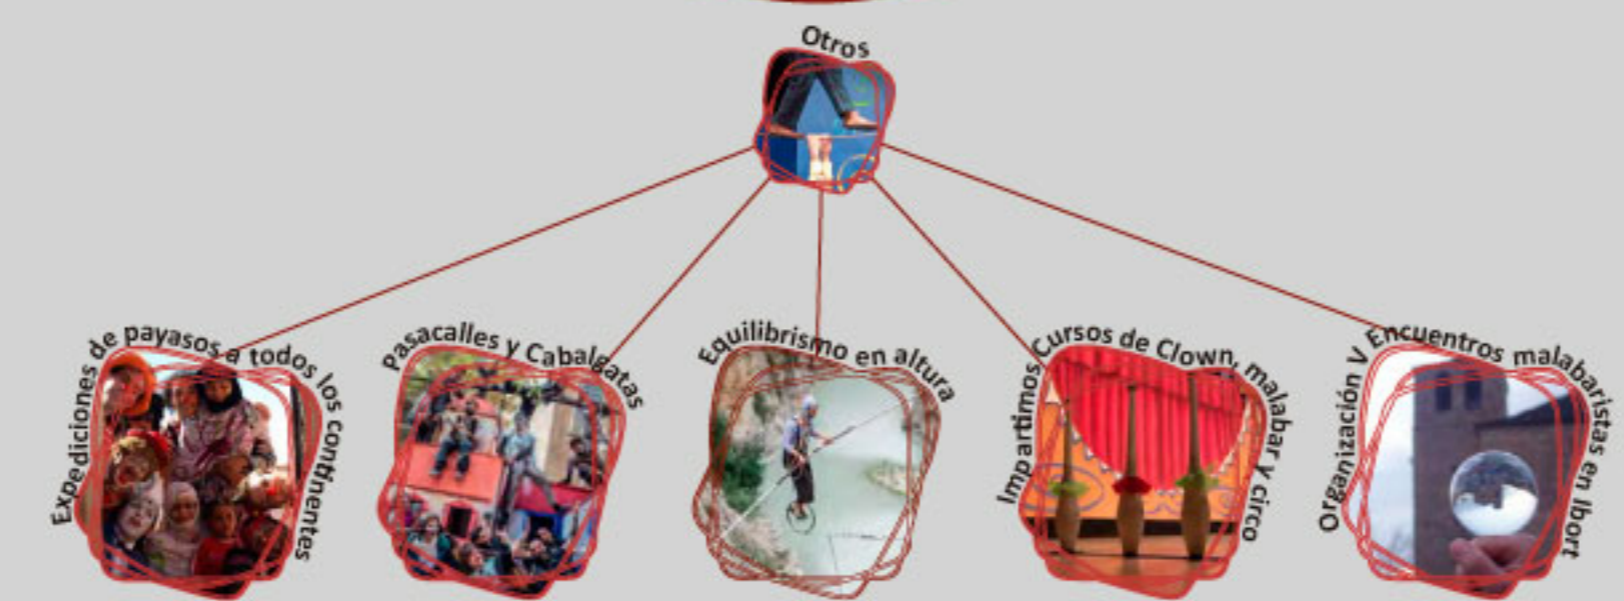 Otros
Expediciones de payasos a todos los continentes
Pasacalles y Cabalgatas
Equilibrismo en altura
Impartimos Cursos de Clown, malabar y circo
Organización V Encuentros malabaristas en Ibort